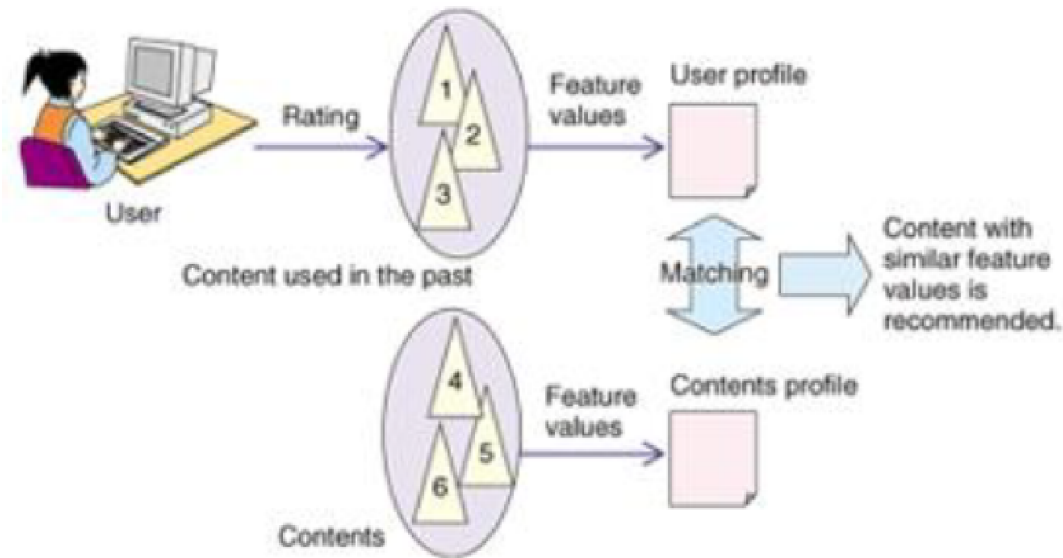 User
Rating
1
2
3
Content used in the past
Feature
values
User profile
Matching
Content with
similar feature
values is
recommended.
4
5
6
Contents
Feature
values
Contents profile